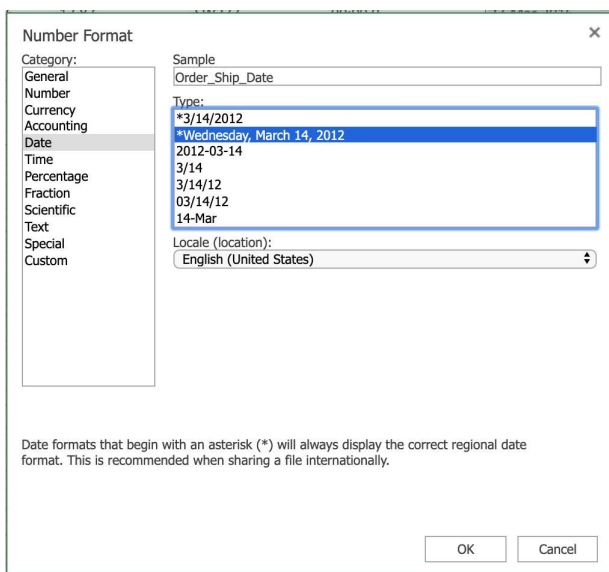 Number Format
Category:
General
Number
Currency
Accounting
Date
Time
Percentage
Fraction
Scientific
Text
Special
Custom
Sample
Order_Ship_Date
Type:
*3/14/2012
*Wednesday, March 14, 2012
2012-03-14
3/14
3/14/12
03/14/12
14-Mar
Locale (location):
English (United States)
Date formats that begin with an asterisk (*) will always display the correct regional date
format. This is recommended when sharing a file internationally.
OK
Cancel